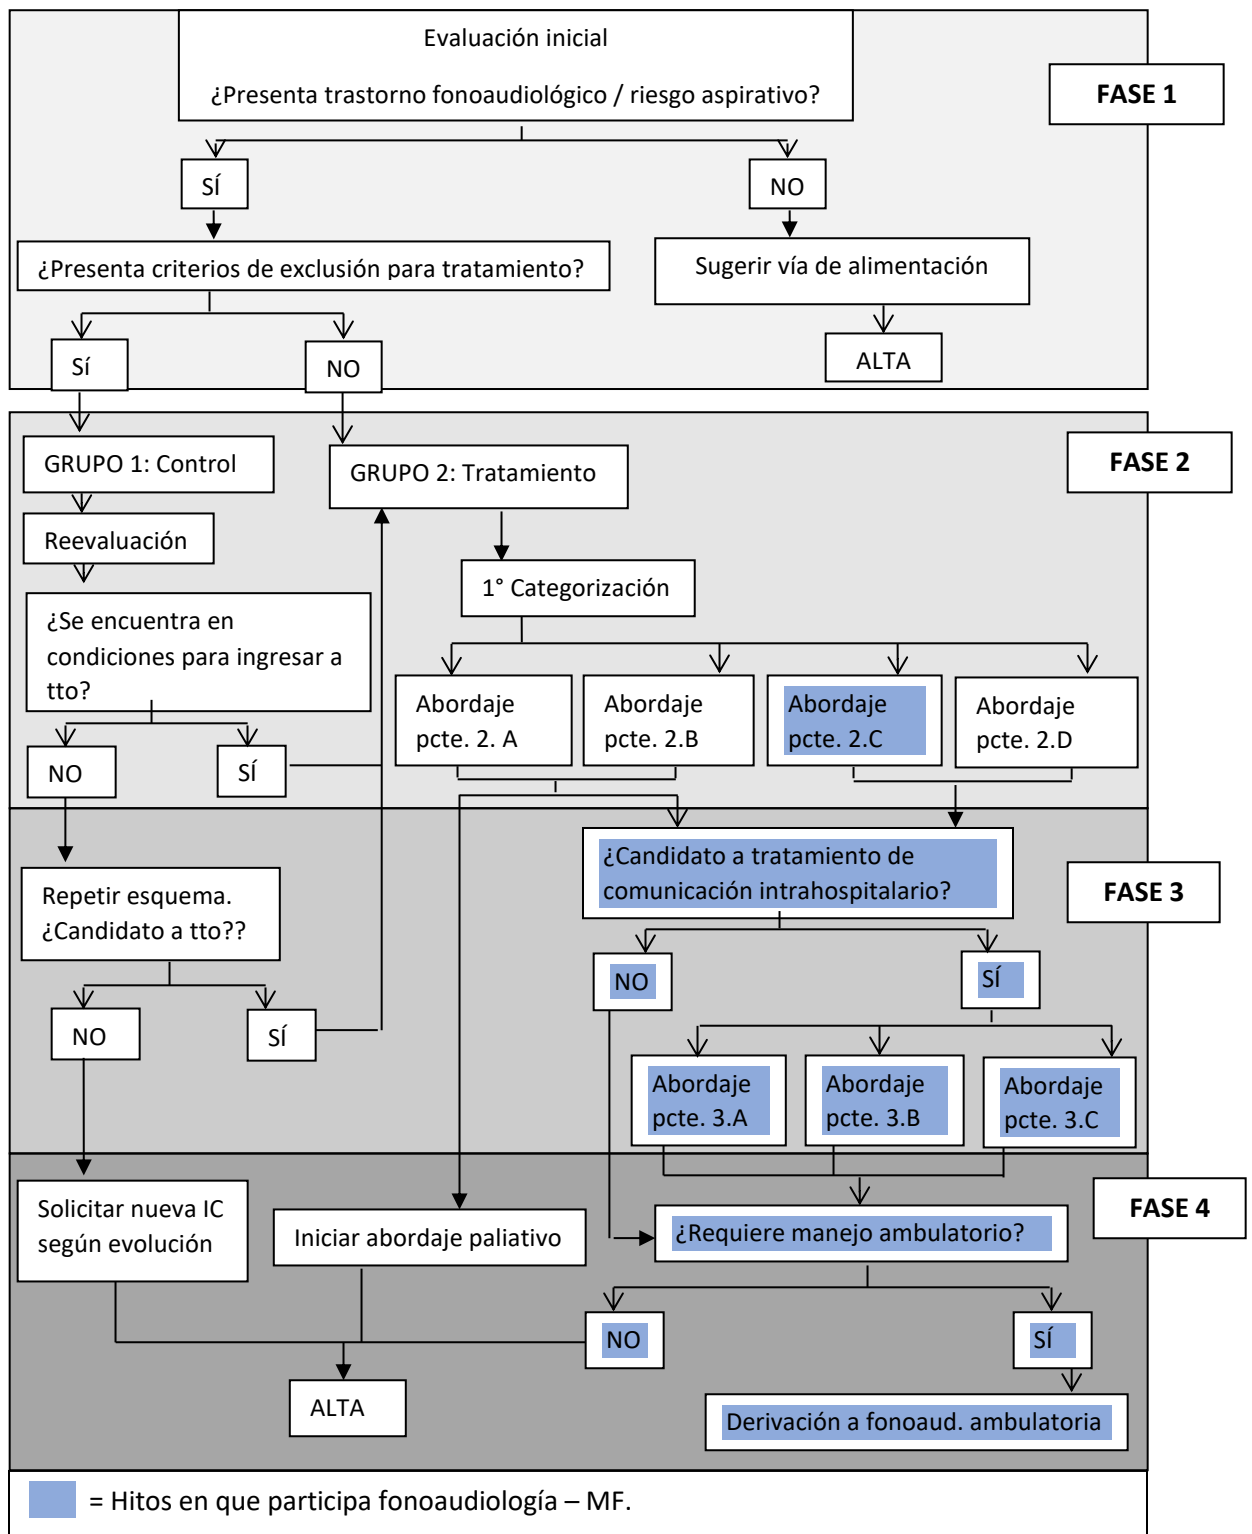 Evaluación inicial
¿Presenta trastorno fonoaudiológico / riesgo aspirativo?
FASE 1
SÍ
NO
¿Presenta criterios de exclusión para tratamiento?
Sugerir vía de alimentación
Sí
NO
ALTA
GRUPO 1: Control
GRUPO 2: Tratamiento
FASE 2
Reevaluación
1° Categorización
¿Se encuentra en
condiciones para ingresar a
tto?
Abordaje
pcte. 2. A
Abordaje
pcte. 2.B
Abordaje
pcte. 2.C
Abordaje
pcte. 2.D
NO
SÍ
¿Candidato a tratamiento de
comunicación intrahospitalario?
FASE 3
Repetir esquema.
¿Candidato a tto??
NO
SÍ
NO
SÍ
Abordaje
pcte. 3.A
Abordaje
pcte. 3.B
Abordaje
pcte. 3.C
FASE 4
Solicitar nueva IC
según evolución
Iniciar abordaje paliativo
¿Requiere manejo ambulatorio?
NO
SÍ
ALTA
Derivación a fonoaud. ambulatoria
= Hitos en que participa fonoaudiología – MF.